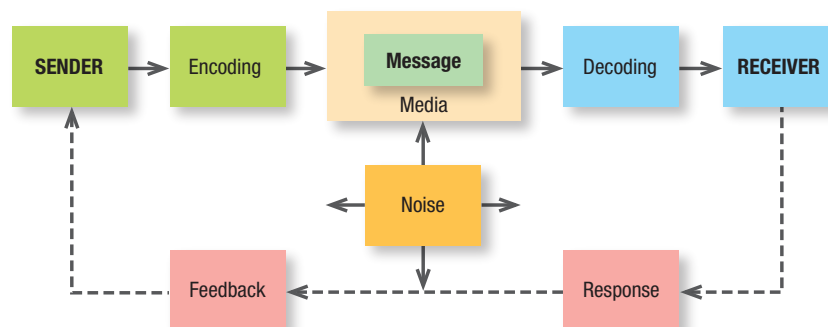 SENDER
Encoding
Message
Media
Decoding
RECEIVER
Noise
Feedback
Response